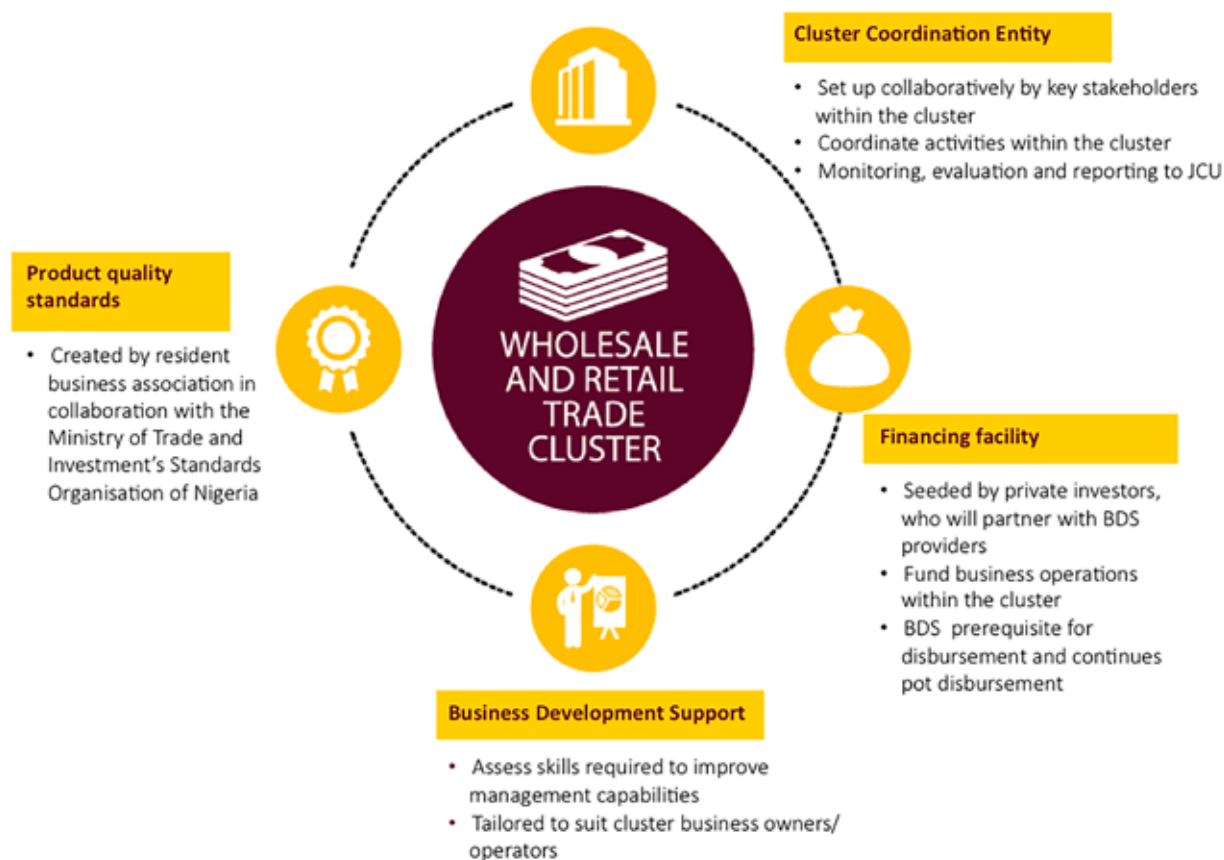 Cluster Coordination Entity
• Set up collaboratively by key stakeholders
within the cluster
• Coordinate activities within the cluster
• Monitoring, evaluation and reporting to JCU
Product quality
standards
• Created by resident
business association in
collaboration with the
Ministry of Trade and
Investment's Standards
Organisation of Nigeria
WHOLESALE
AND RETAIL
TRADE
CLUSTER
Financing facility
• Seeded by private investors,
who will partner with BDS
providers
• Fund business operations
within the cluster
• BDS prerequisite for
disbursement and continues
pot disbursement
Business Development Support
• Assess skills required to improve
management capabilities
• Tailored to suit cluster business owners/
operators